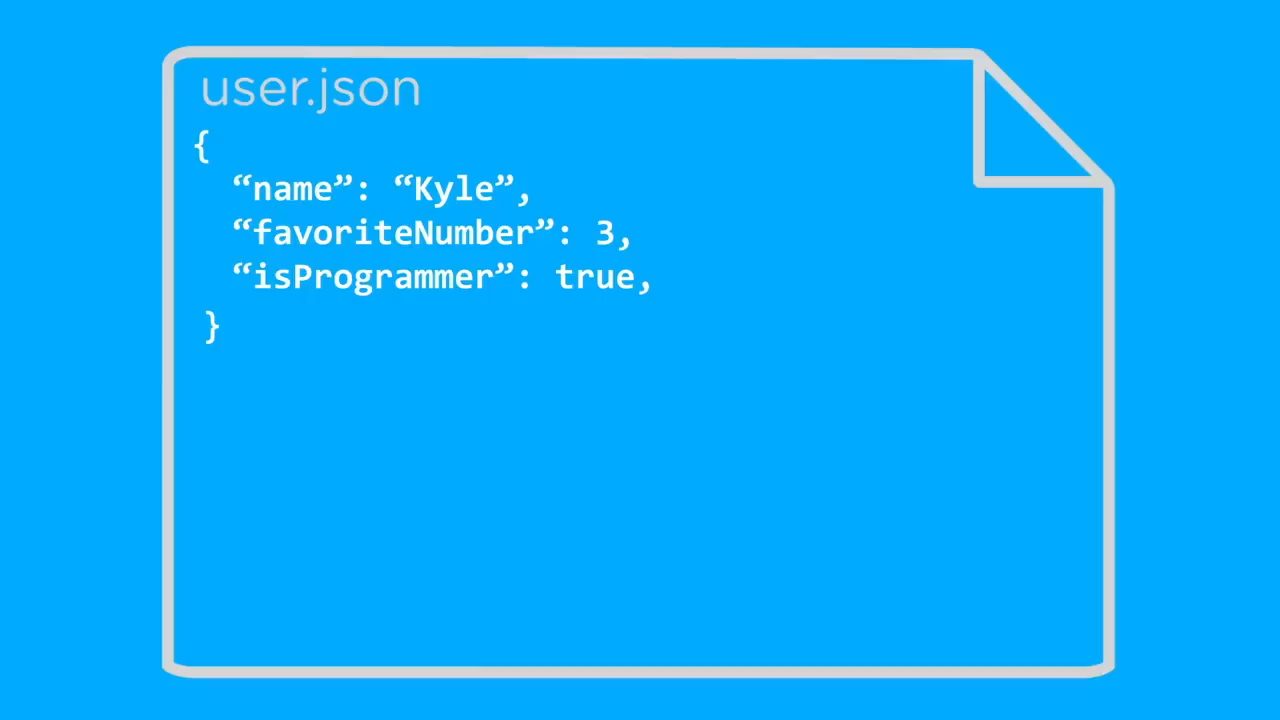 user.json
{
“name”: “Kyle”,
“favoriteNumber”: 3,
“isProgrammer”: true,
}